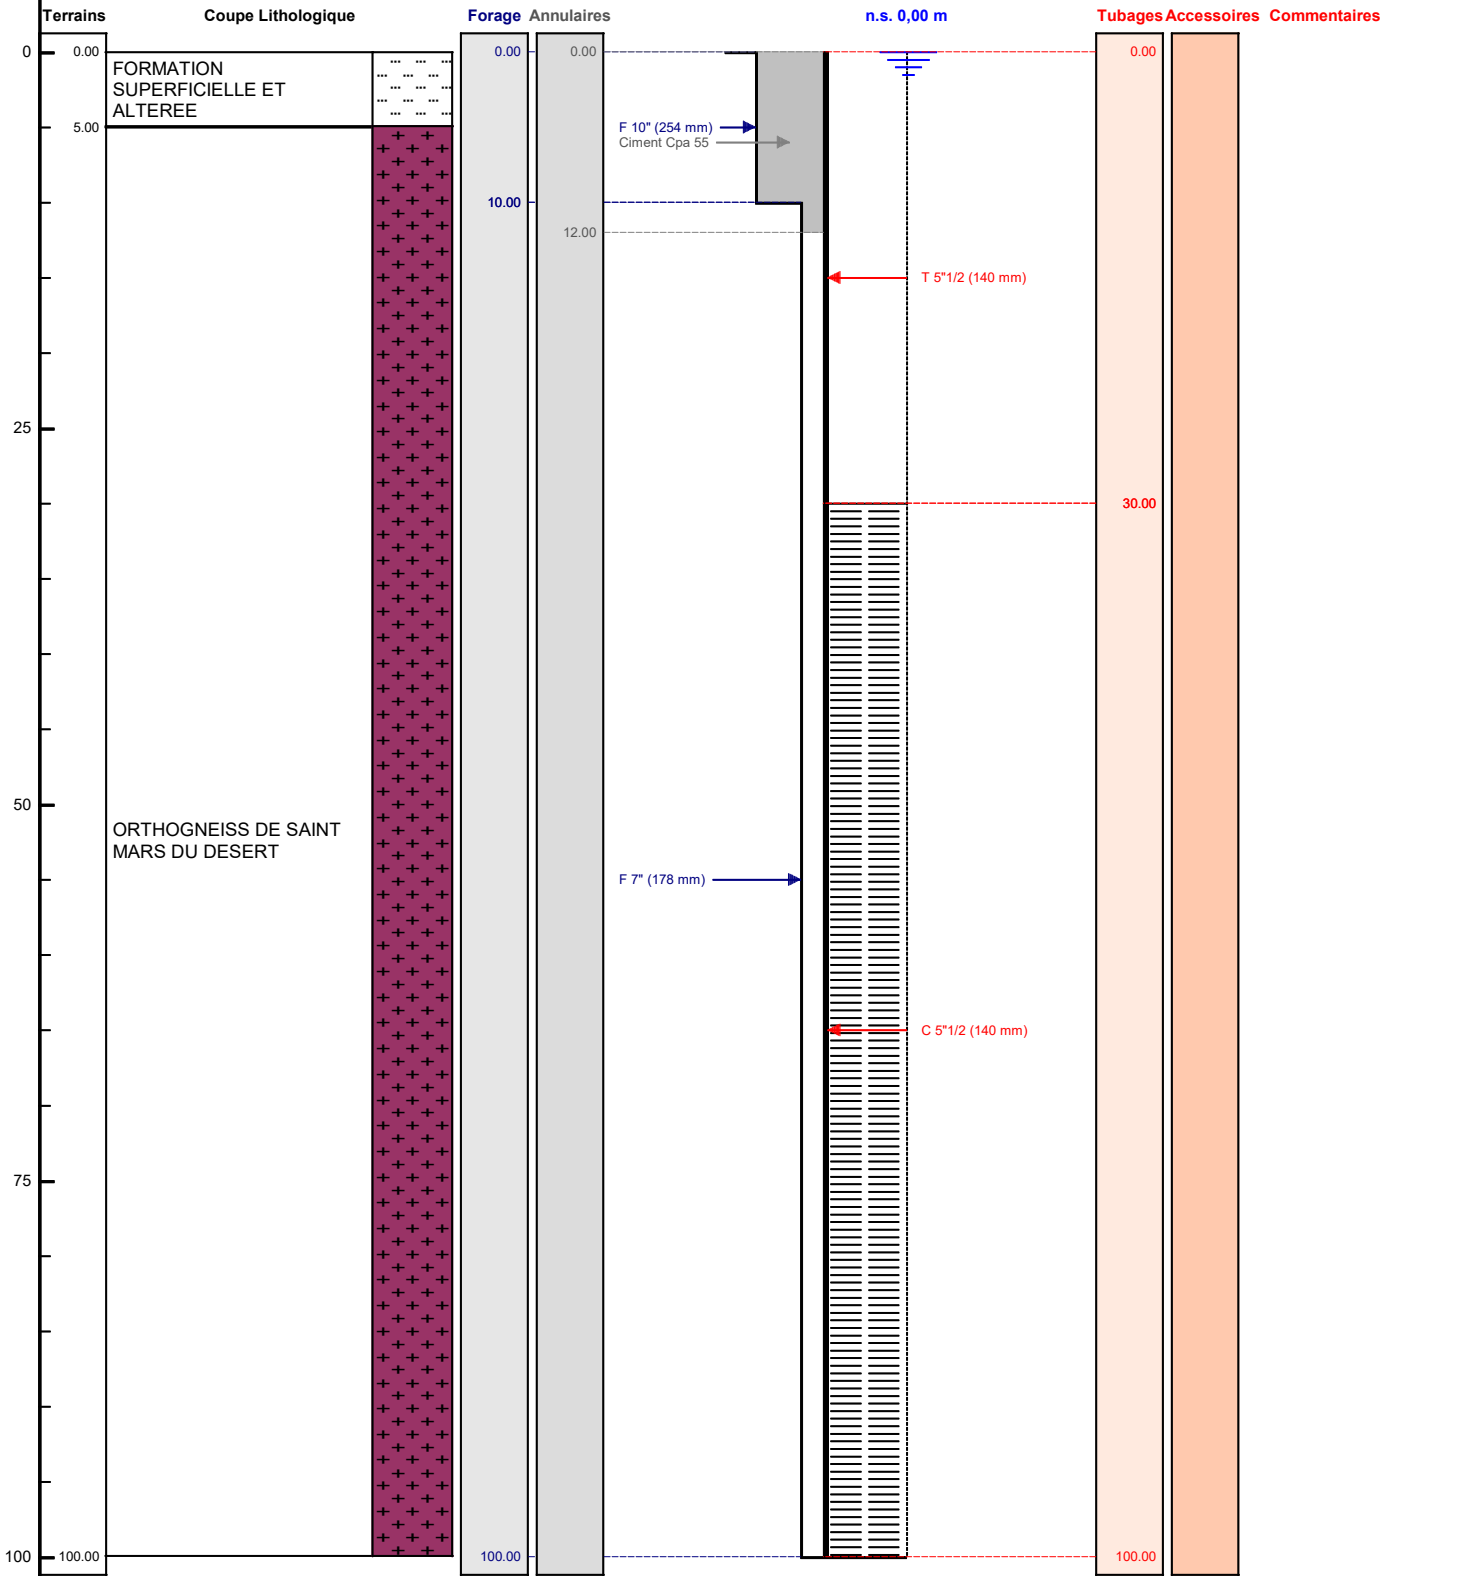 Terrains Coupe Lithologique Forage Annulaires n.s. 0,00 m Tubages Accessoires Commentaires
0 0.00 0.00 0.00 0.00
FORMATION
SUPERFICIELLE ET
ALTEREE
5.00
F 10" (254 mm)
Ciment Cpa 55
10.00
12.00
T 5"1/2 (140 mm)
25
30.00
50
ORTHOGNEISS DE SAINT
MARS DU DESERT
F 7" (178 mm)
C 5"1/2 (140 mm)
75
100 100.00 100.00 100.00